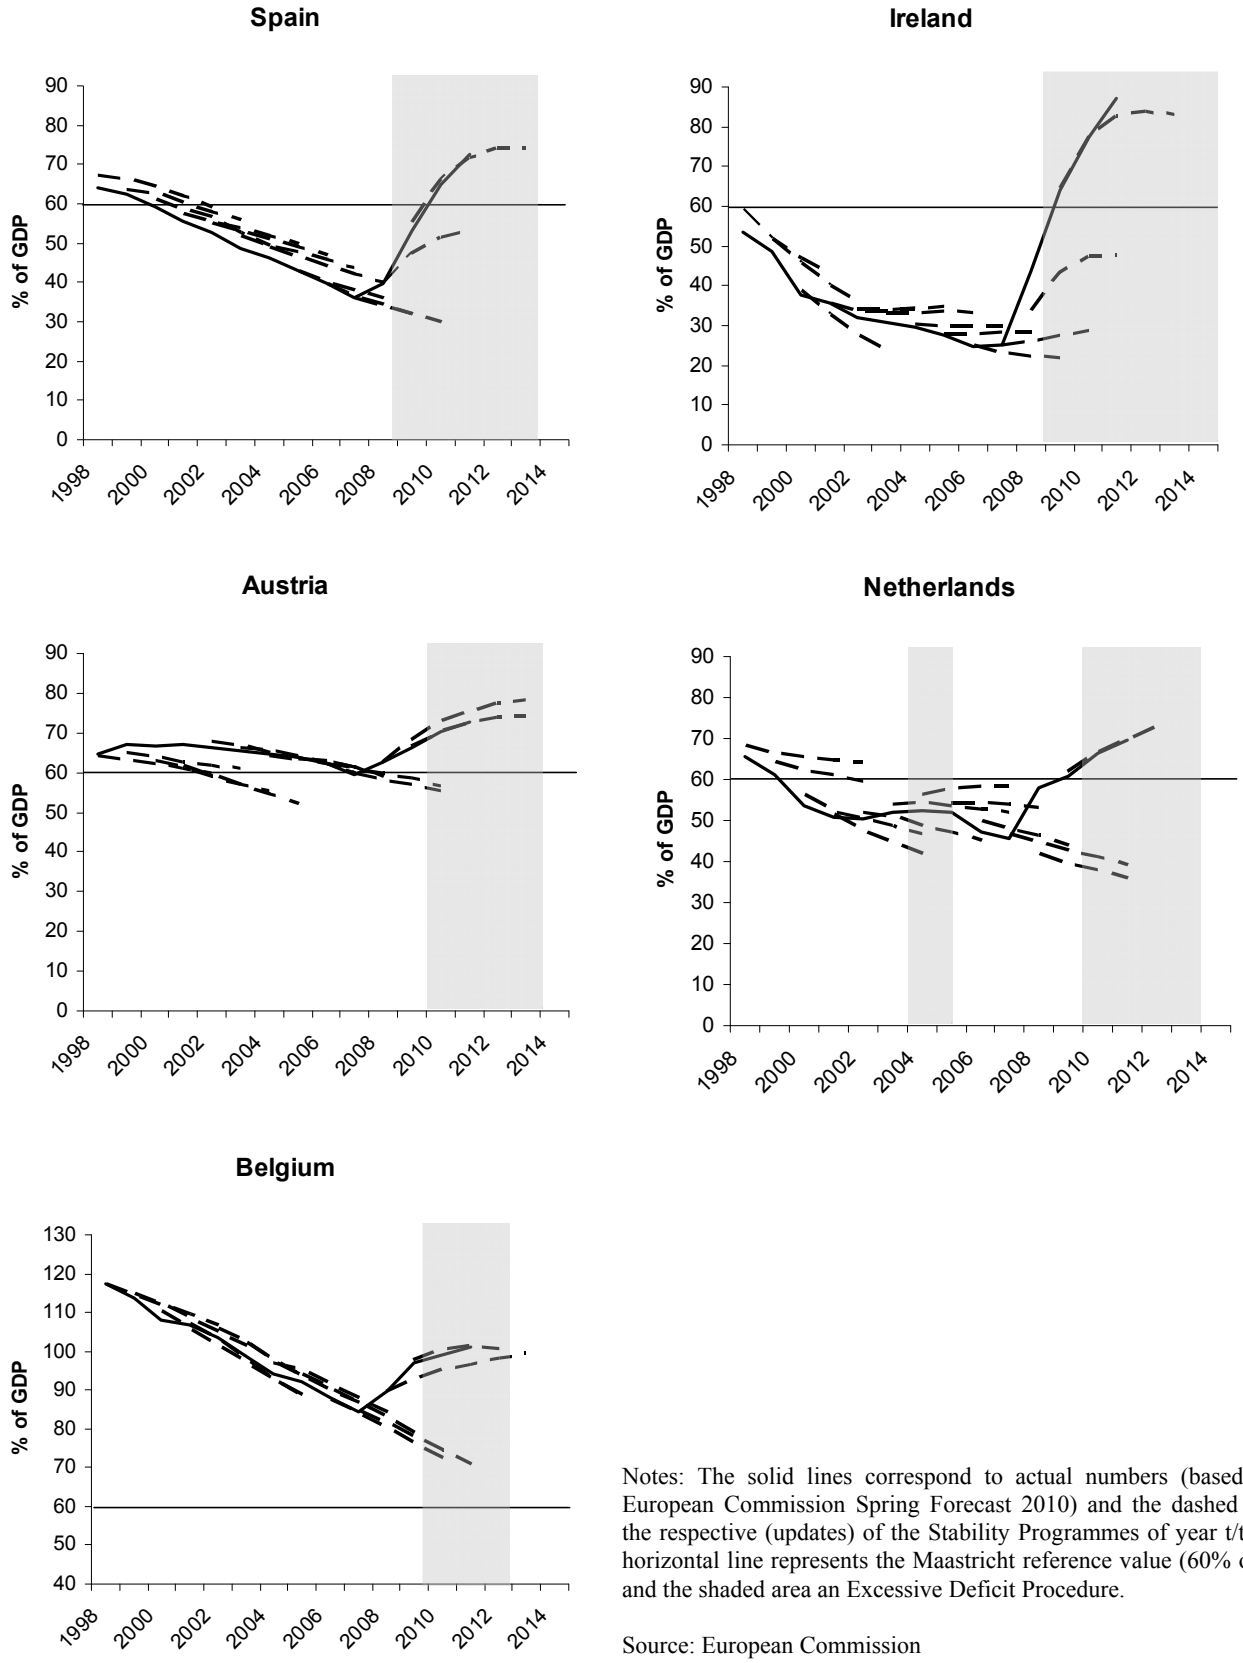 Spain
% of GDP
90
80
70
60
50
40
30
20
10
0
1998 2000 2002 2004 2006 2008 2010 2012 2014
Ireland
% of GDP
90
80
70
60
50
40
30
20
10
0
1998 2000 2002 2004 2006 2008 2010 2012 2014
Austria
% of GDP
90
80
70
60
50
40
30
20
10
0
1998 2000 2002 2004 2006 2008 2010 2012 2014
Netherlands
% of GDP
90
80
70
60
50
40
30
20
10
0
1998 2000 2002 2004 2006 2008 2010 2012 2014
Belgium
% of GDP
130
120
110
100
90
80
70
60
50
40
1998 2000 2002 2004 2006 2008 2010 2012 2014
Notes: The solid lines correspond to actual numbers (based
European Commission Spring Forecast 2010) and the dashed
the respective (updates) of the Stability Programmes of year t/t
horizontal line represents the Maastricht reference value (60%
and the shaded area an Excessive Deficit Procedure.
Source: European Commission